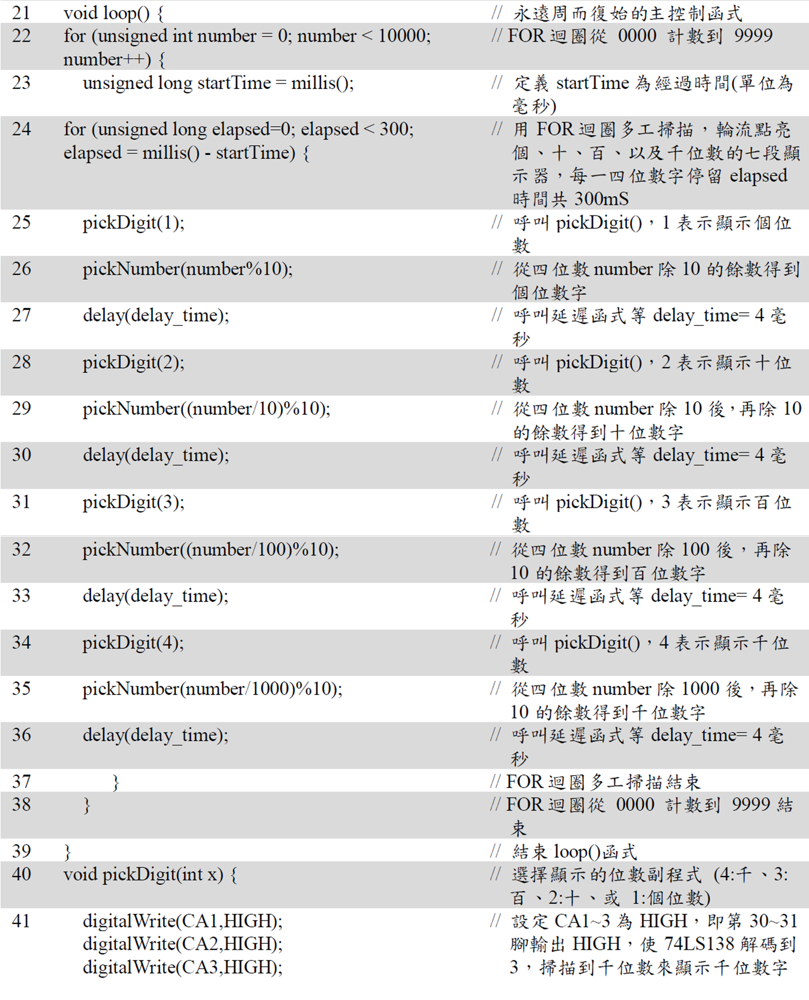 21 void loop() { // 永遠周而復始的主控制函式
22 for (unsigned int number = 0; number < 10000; // FOR 迴圈從 0000 計數到 9999
number++) {
23 unsigned long startTime = millis(); // 定義 startTime 為經過時間(單位為
毫秒)
24 for (unsigned long elapsed=0; elapsed < 300; // 用 FOR 迴圈多工掃描，輪流點亮
elapsed = millis() - startTime) { 個、十、百、以及千位數的七段顯
示器，每一四位數字停留 elapsed
時間共 300mS
25 pickDigit(1); // 呼叫 pickDigit()，1 表示顯示個位
數
26 pickNumber(number%10); // 從四位數 number 除 10 的餘數得到
個位數字
27 delay(delay_time); // 呼叫延遲函式等 delay_time= 4 毫
秒
28 pickDigit(2); // 呼叫 pickDigit()，2 表示顯示十位
數
29 pickNumber((number/10)%10); // 從四位數 number 除 10 後，再除 10
的餘數得到十位數字
30 delay(delay_time); // 呼叫延遲函式等 delay_time= 4 毫
秒
31 pickDigit(3); // 呼叫 pickDigit()，3 表示顯示百位
數
32 pickNumber((number/100)%10); // 從四位數 number 除 100 後，再除
10 的餘數得到百位數字
33 delay(delay_time); // 呼叫延遲函式等 delay_time= 4 毫
秒
34 pickDigit(4); // 呼叫 pickDigit()，4 表示顯示千位
數
35 pickNumber(number/1000)%10); // 從四位數 number 除 1000 後，再除
10 的餘數得到千位數字
36 delay(delay_time); // 呼叫延遲函式等 delay_time= 4 毫
秒
37 } // FOR 迴圈多工掃描結束
38 } // FOR 迴圈從 0000 計數到 9999 結
束
39 } // 結束 loop()函式
40 void pickDigit(int x) { // 選擇顯示的位數副程式 (4:千、3:
百、2:十、或 1:個位數)
41 digitalWrite(CA1,HIGH); // 設定 CA1~3 為 HIGH，即第 30~31
digitalWrite(CA2,HIGH); 腳輸出 HIGH，使 74LS138 解碼到
digitalWrite(CA3,HIGH); 3，掃描到千位數來顯示千位數字